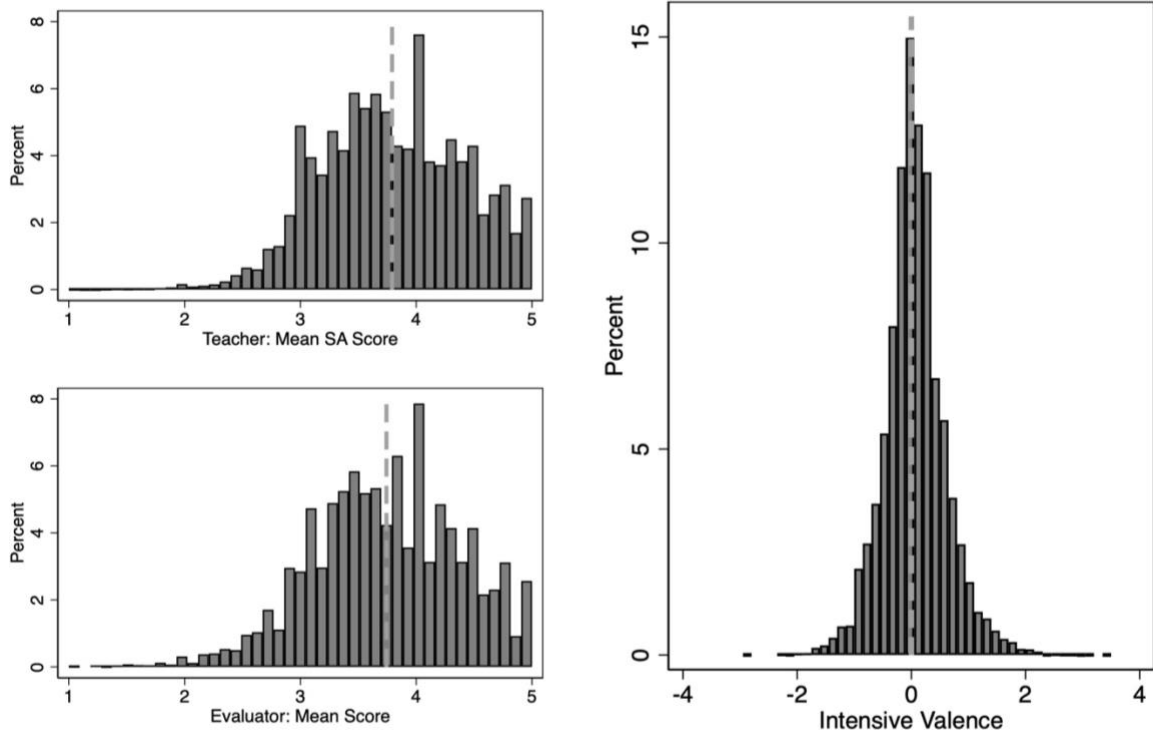 8
6
4
2
0
Percent
1 2 3 4 5
Teacher: Mean SA Score
8
6
4
2
0
Percent
1 2 3 4 5
Evaluator: Mean Score
15
10
5
0
Percent
-4 -2 0 2 4
Intensive Valence